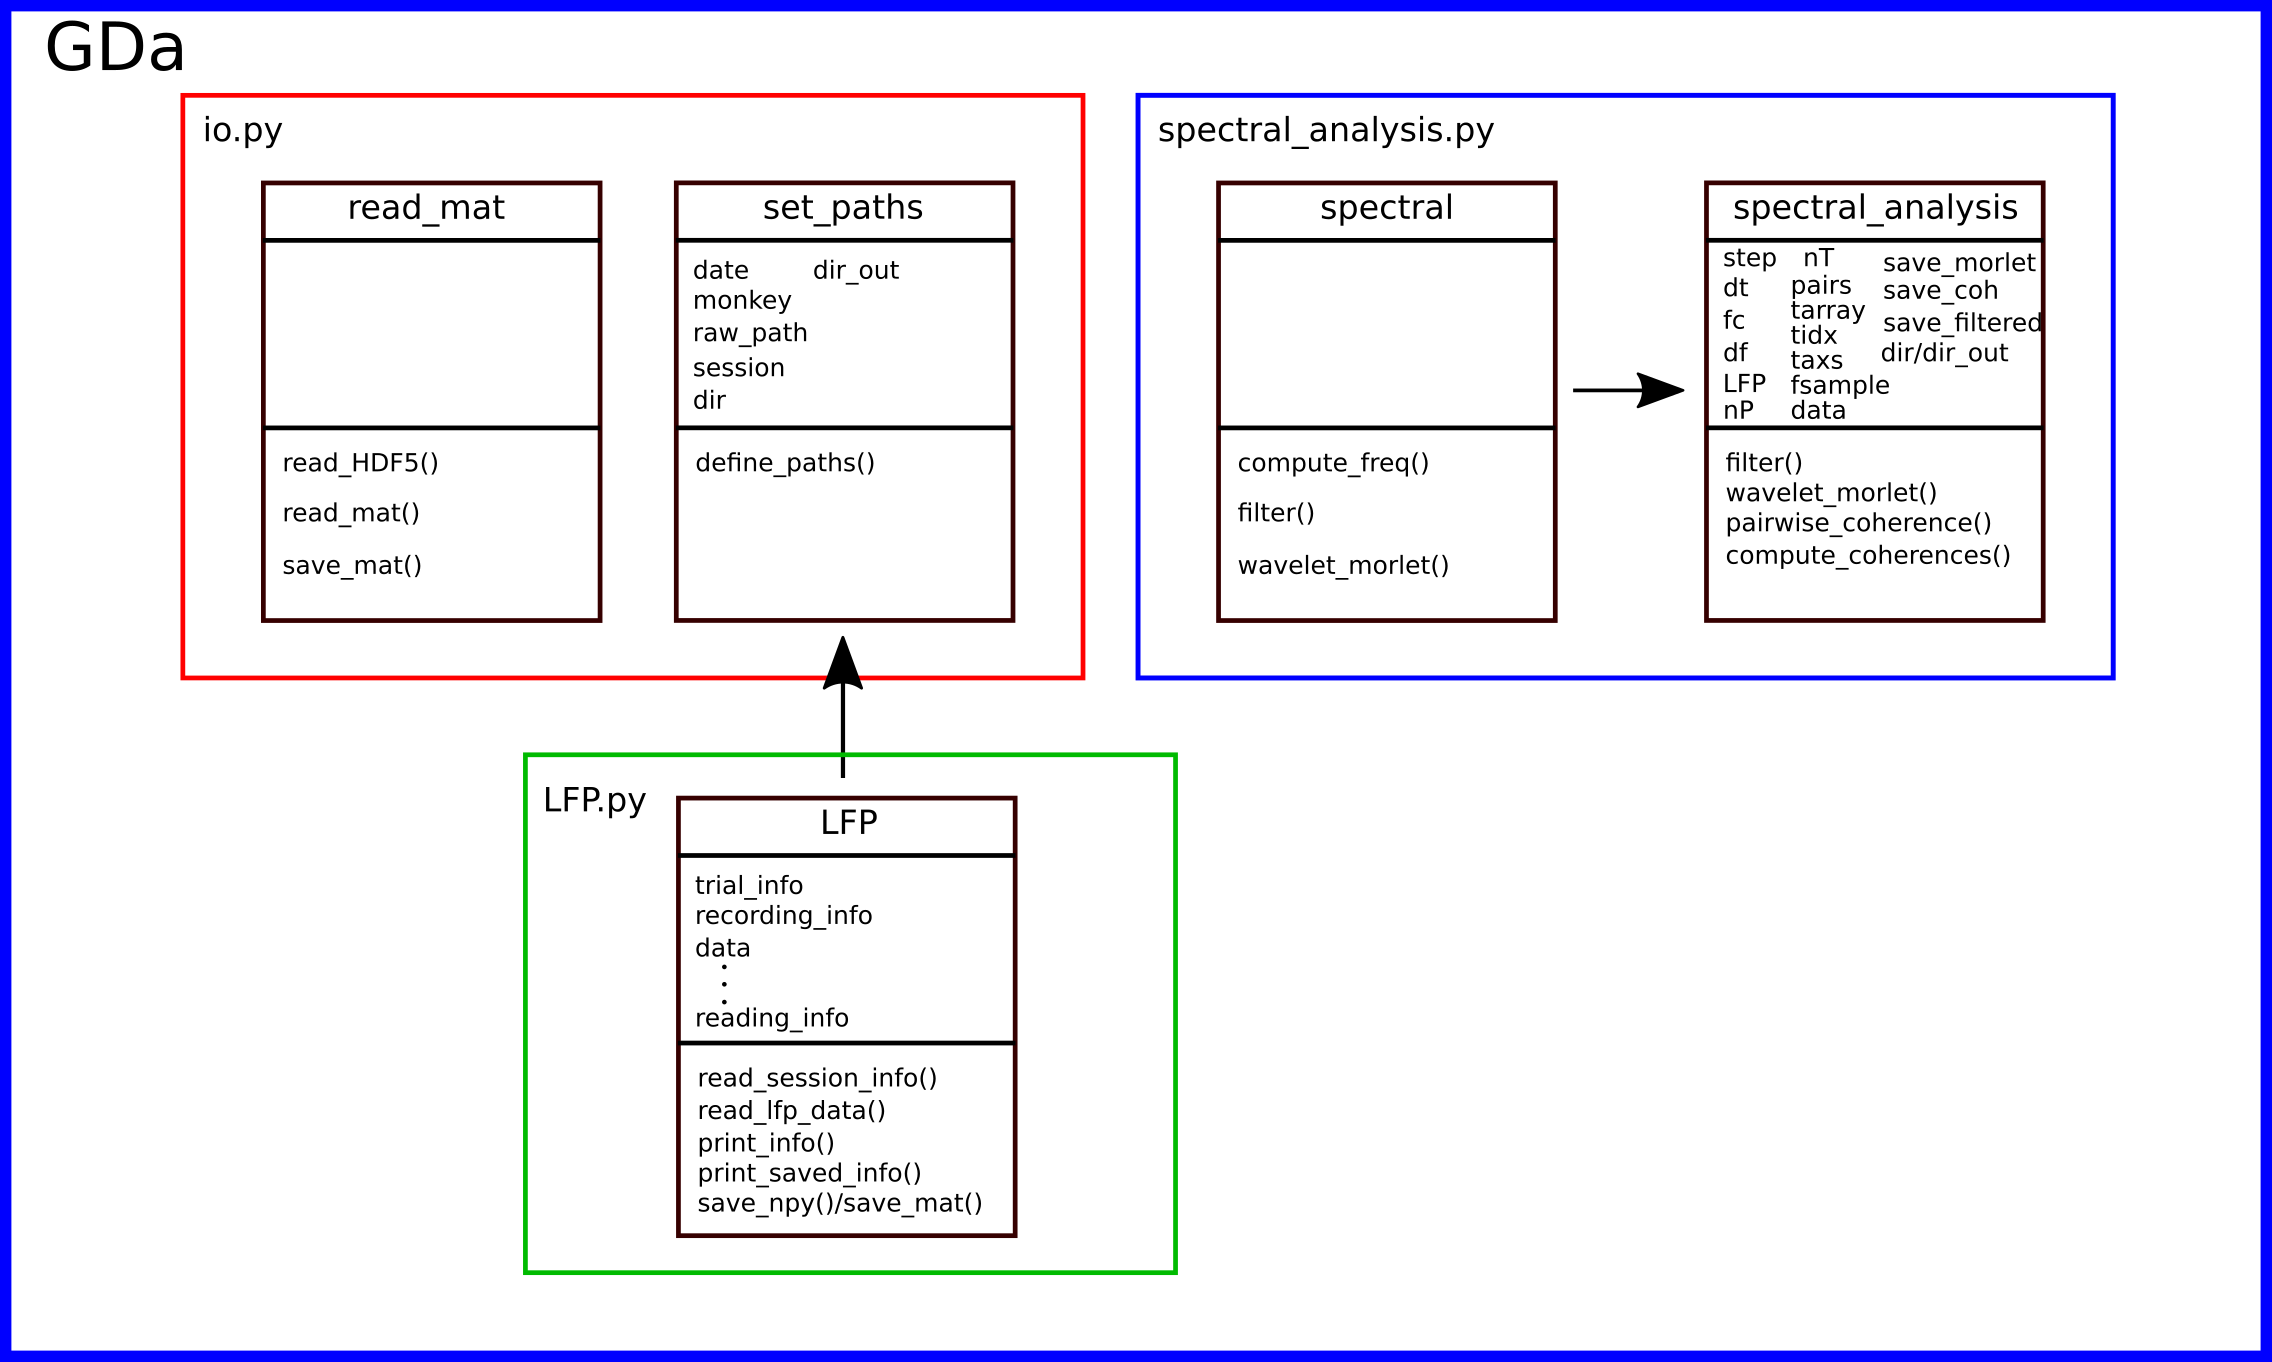 GDa
io.py
read_mat
read_HDF5()
read_mat()
save_mat()
set_paths
date dir_out
monkey
raw_path
session
dir
define_paths()
spectral_analysis.py
spectral
compute_freq()
filter()
wavelet_morlet()
spectral_analysis
step nT save_morlet
dt pairs save_coh
tarray
fc tidx save_filtered
df taxs dir/dir_out
LFP fsample
nP data
filter()
wavelet_morlet()
pairwise_coherence()
compute_coherences()
LFP.py
LFP
trial_info
recording_info
data
.
.
.
reading_info
read_session_info()
read_lfp_data()
print_info()
print_saved_info()
save_npy()/save_mat()